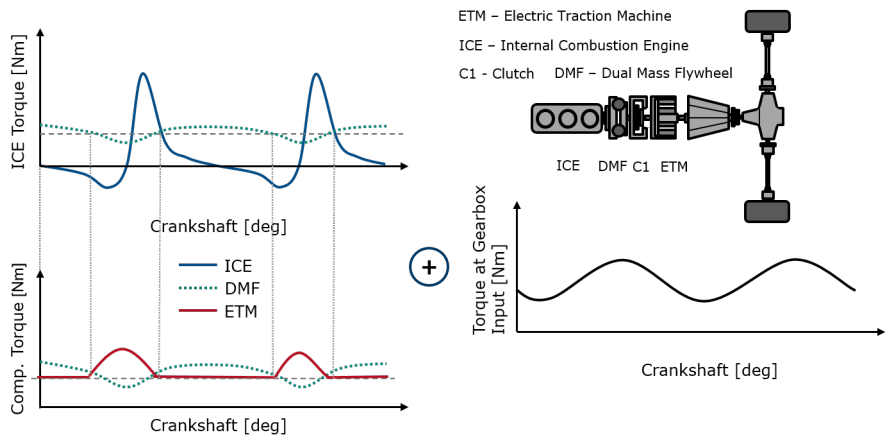 ETM – Electric Traction Machine
ICE – Internal Combustion Engine
C1 - Clutch DMF – Dual Mass Flywheel
ICE DMF C1 ETM
ICE Torque [Nm]
Crankshaft [deg]
ICE
DMF
ETM
Comp. Torque [Nm]
Crankshaft [deg]
+
Torque at Gearbox
Input [Nm]
Crankshaft [deg]